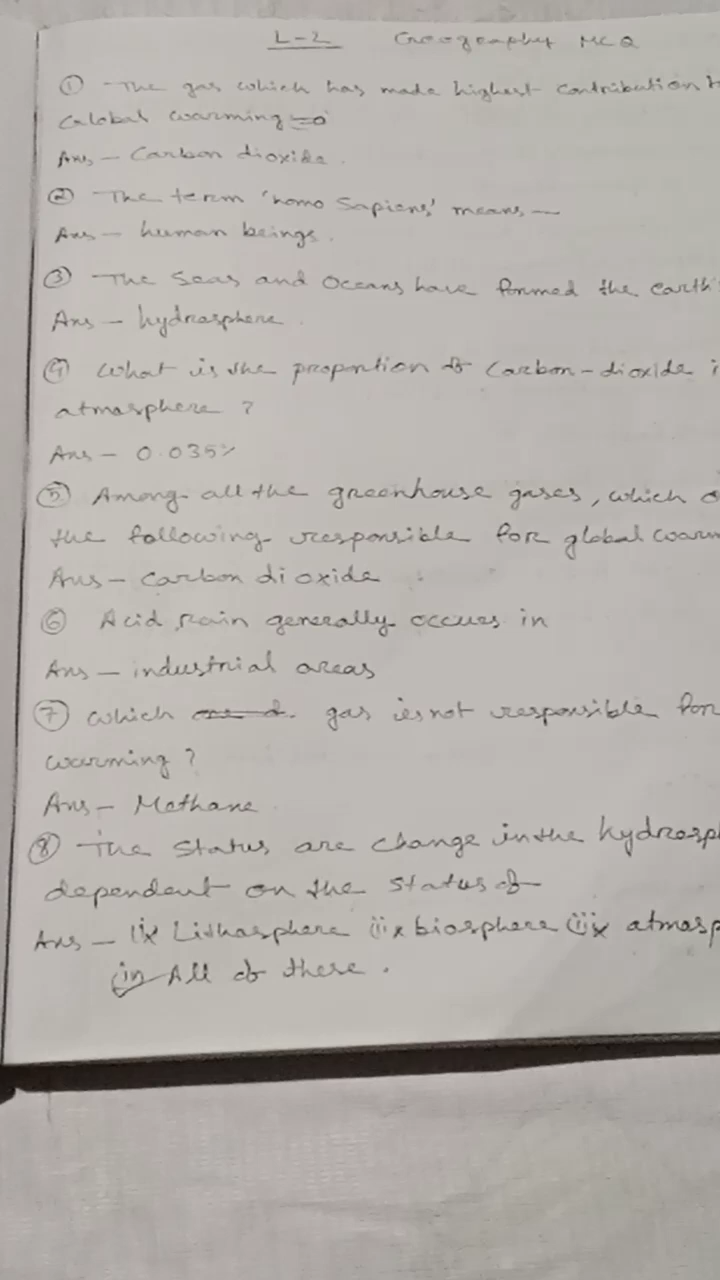 L-2 Geography MCQ
① The gas which has made highest contribution t
Global warming =
Ans - Carbon dioxide.
② The term 'homo Sapiens' means -
Ans - human beings.
③ The Seas and Oceans have formed the earth's
Ans - hydrosphere.
④ What is the proportion of Carbon-dioxide i
atmosphere ?
Ans - 0.035%
⑤ Among all the greenhouse gases, which o
the following responsible for global warm
Ans - Carbon dioxide
⑥ Acid rain generally occues in
Ans - industrial areas
⑦ which gas is not responsible for
warming ?
Ans - Methane
⑧ The Status are change in the hydrosph
dependent on the status of
Ans - i) x Lithosphere ii) x biosphere iii) x atmosp
iv) All of these.